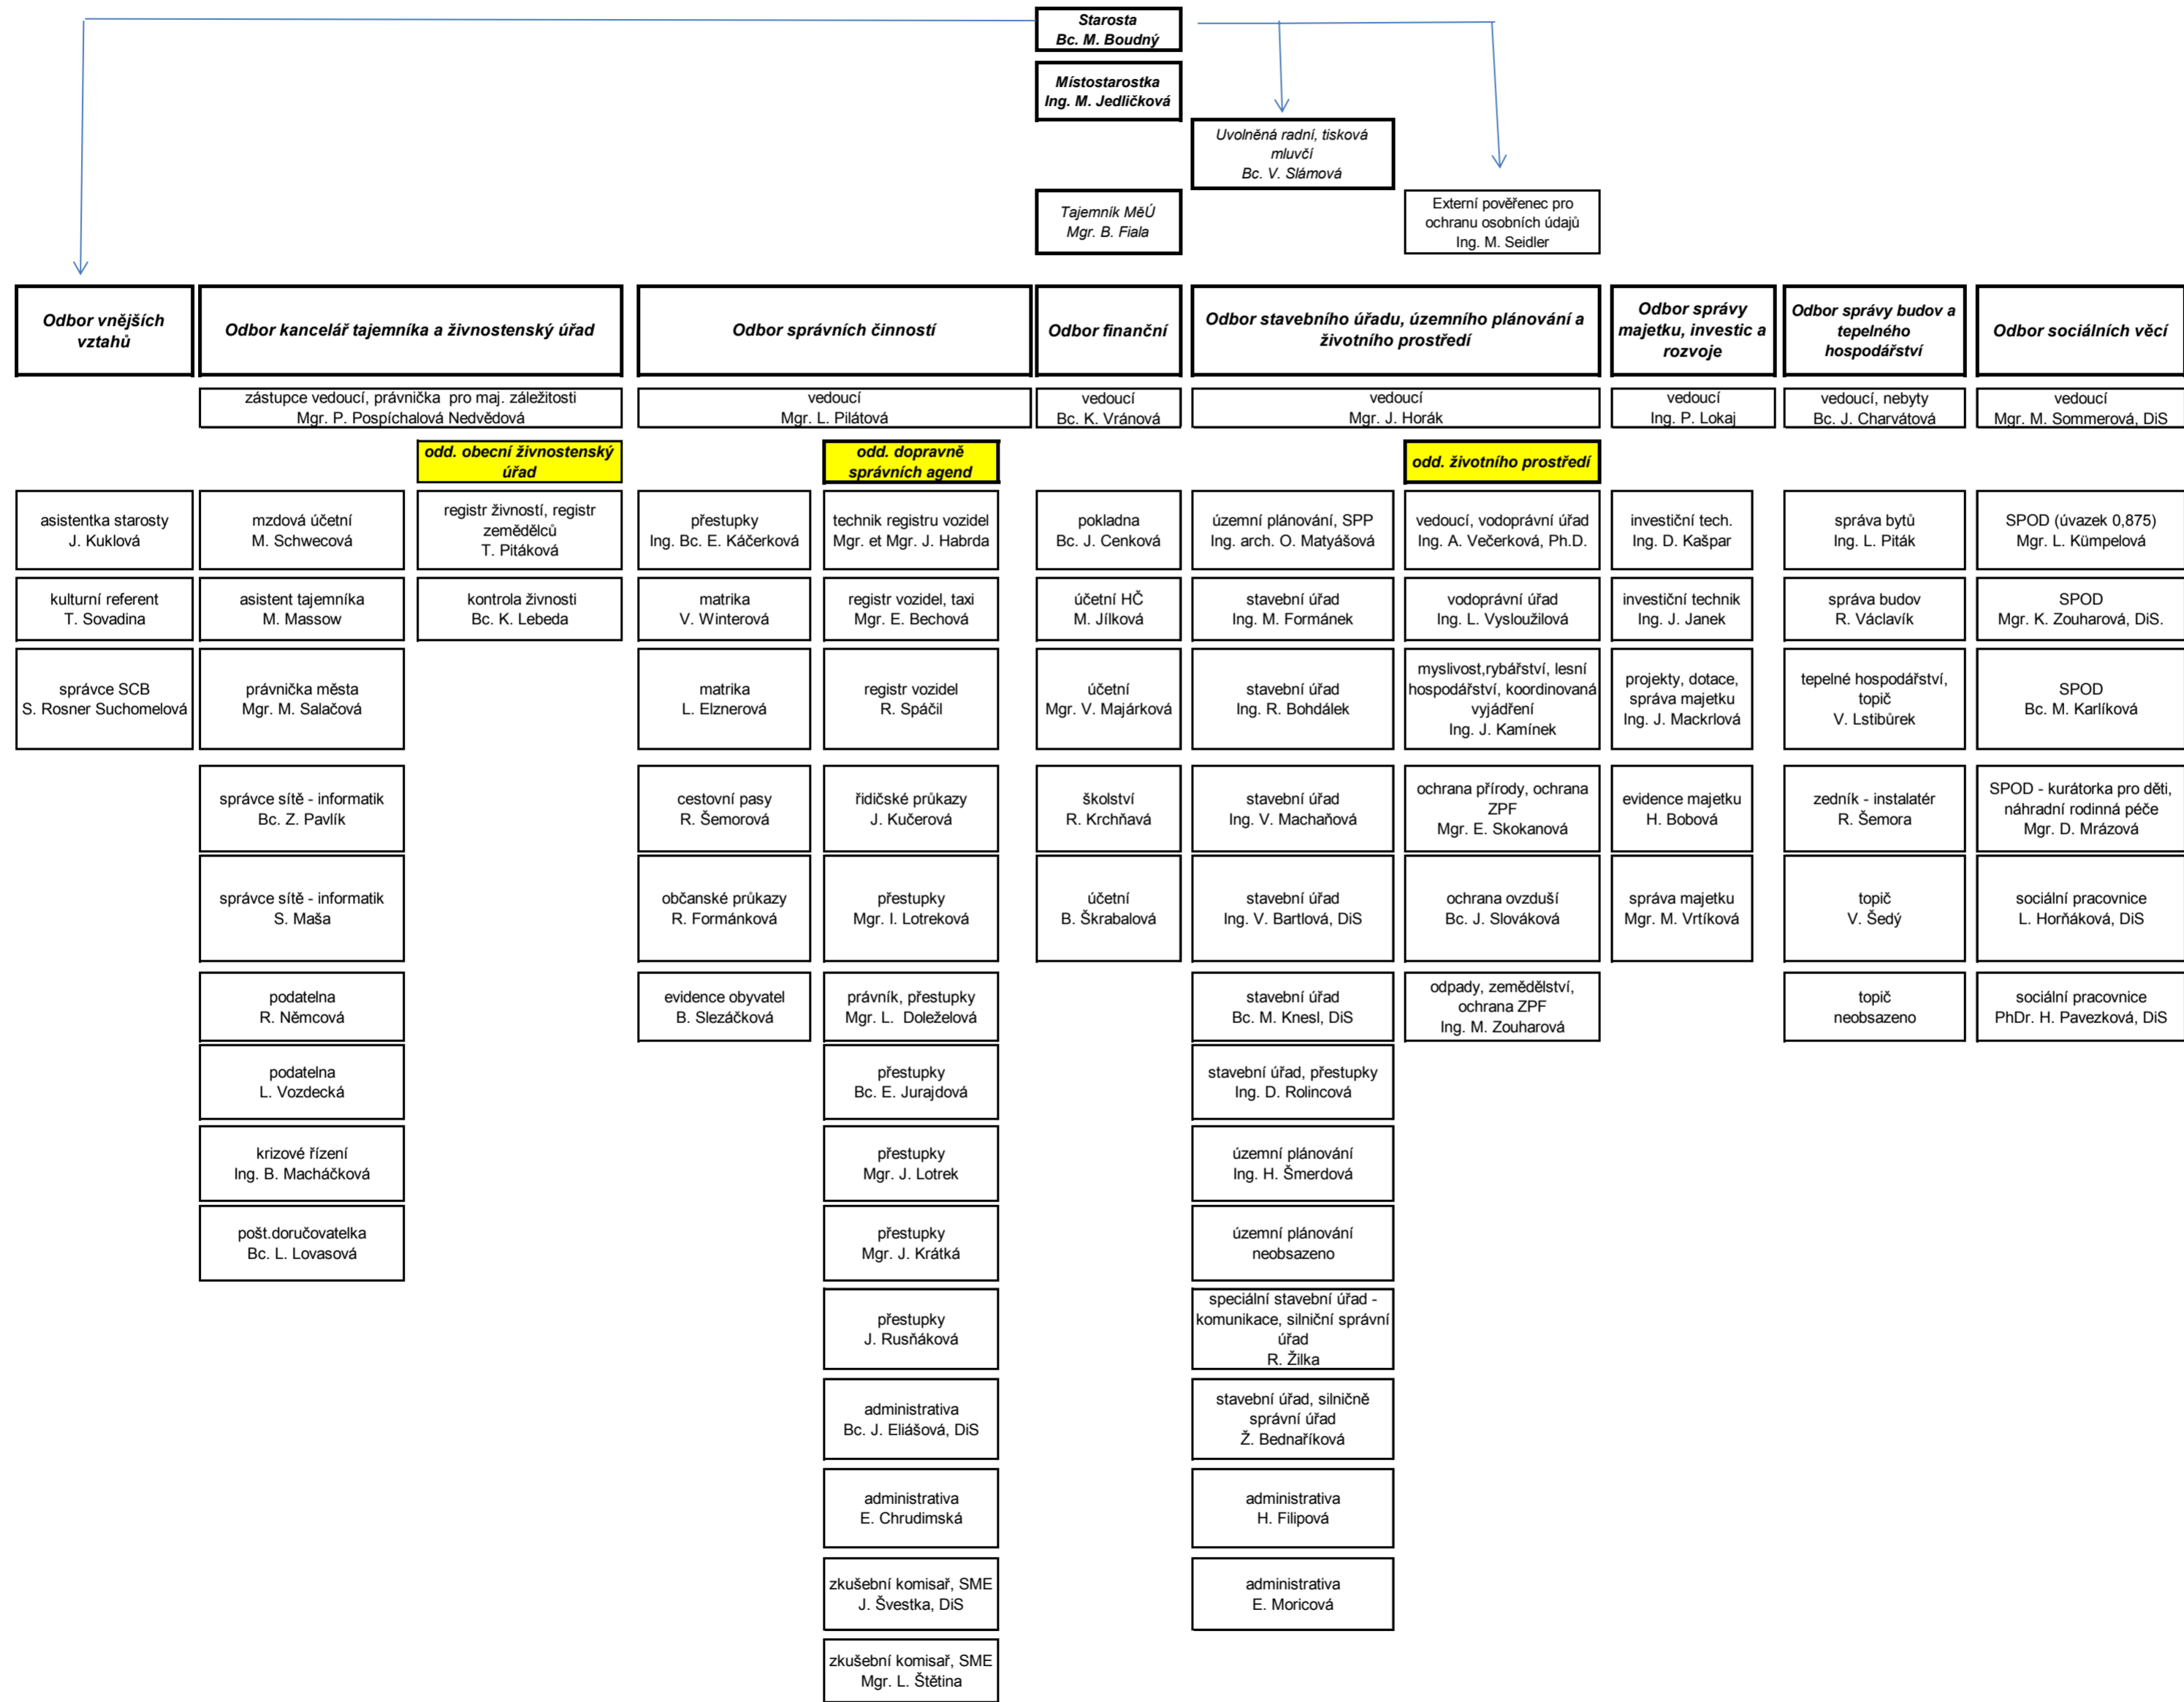 Starosta
Bc. M. Boudný
Místostarostka
Ing. M. Jedličková
Uvolněná radní, tisková
mluvčí
Bc. V. Slámová
Tajemník MěÚ
Mgr. B. Fiala
Externí pověřenec pro
ochranu osobních údajů
Ing. M. Seidler
Odbor vnějších
vztahů
Odbor kancelář tajemníka a živnostenský úřad
Odbor správních činností
Odbor finanční
Odbor stavebního úřadu, územního plánování a
životního prostředí
Odbor správy
majetku, investic a
rozvoje
Odbor správy budov a
tepelného
hospodářství
Odbor sociálních věcí
zástupce vedoucí, právnička  pro maj. záležitosti
Mgr. P. Pospíchalová Nedvědová
vedoucí
Mgr. L. Pilátová
vedoucí
Bc. K. Vránová
vedoucí
Mgr. J. Horák
vedoucí
Ing. P. Lokaj
vedoucí, nebyty
Bc. J. Charvátová
vedoucí
Mgr. M. Sommerová, DiS
odd. obecní živnostenský
úřad
odd. dopravně
správních agend
odd. životního prostředí
asistentka starosty
J. Kuklová
mzdová účetní
M. Schwecová
registr živností, registr
zemědělců
T. Pitáková
přestupky
Ing. Bc. E. Káčerková
technik registru vozidel
Mgr. et Mgr. J. Habrda
pokladna
Bc. J. Cenková
územní plánování, SPP
Ing. arch. O. Matyášová
vedoucí, vodoprávní úřad
Ing. A. Večerková, Ph.D.
investiční tech.
Ing. D. Kašpar
správa bytů
Ing. L. Piták
SPOD (úvazek 0,875)
Mgr. L. Kümpelová
kulturní referent
T. Sovadina
asistent tajemníka
M. Massow
kontrola živnosti
Bc. K. Lebeda
matrika
V. Winterová
registr vozidel, taxi
Mgr. E. Bechová
účetní HČ
M. Jílková
stavební úřad
Ing. M. Formánek
vodoprávní úřad
Ing. L. Vysloužilová
investiční technik
Ing. J. Janek
správa budov
R. Václavík
SPOD
Mgr. K. Zouharová, DiS.
správce SCB
S. Rosner Suchomelová
právnička města
Mgr. M. Salačová
matrika
L. Elznerová
registr vozidel
R. Spáčil
účetní
Mgr. V. Majárková
stavební úřad
Ing. R. Bohdálek
myslivost,rybářství, lesní
hospodářství, koordinovaná
vyjádření
Ing. J. Kamínek
projekty, dotace,
správa majetku
Ing. J. Mackrlová
tepelné hospodářství,
topič
V. Lstibůrek
SPOD
Bc. M. Karlíková
správce sítě - informatik
Bc. Z. Pavlík
cestovní pasy
R. Šemorová
řidičské průkazy
J. Kučerová
školství
R. Krchňavá
stavební úřad
Ing. V. Machaňová
ochrana přírody, ochrana
ZPF
Mgr. E. Skokanová
evidence majetku
H. Bobová
zedník - instalatér
R. Šemora
SPOD - kurátorka pro děti,
náhradní rodinná péče
Mgr. D. Mrázová
správce sítě - informatik
S. Maša
občanské průkazy
R. Formánková
přestupky
Mgr. I. Lotreková
účetní
B. Škrabalová
stavební úřad
Ing. V. Bartlová, DiS
ochrana ovzduší
Bc. J. Slováková
správa majetku
Mgr. M. Vrtíková
topič
V. Šedý
sociální pracovnice
L. Horňáková, DiS
podatelna
R. Němcová
evidence obyvatel
B. Slezáčková
právník, přestupky
Mgr. L.  Doleželová
stavební úřad
Bc. M. Knesl, DiS
odpady, zemědělství,
ochrana ZPF
Ing. M. Zouharová
topič
neobsazeno
sociální pracovnice
PhDr. H. Pavezková, DiS
podatelna
L. Vozdecká
přestupky
Bc. E. Jurajdová
stavební úřad, přestupky
Ing. D. Rolincová
krizové řízení
Ing. B. Macháčková
přestupky
Mgr. J. Lotrek
územní plánování
Ing. H. Šmerdová
pošt.doručovatelka
Bc. L. Lovasová
přestupky
Mgr. J. Krátká
územní plánování
neobsazeno
přestupky
J. Rusňáková
speciální stavební úřad -
komunikace, silniční správní
úřad
R. Žilka
administrativa
Bc. J. Eliášová, DiS
stavební úřad, silničně
správní úřad
Ž. Bednaříková
administrativa
E. Chrudimská
administrativa
H. Filipová
zkušební komisař, SME
J. Švestka, DiS
administrativa
E. Moricová
zkušební komisař, SME
Mgr. L. Štětina